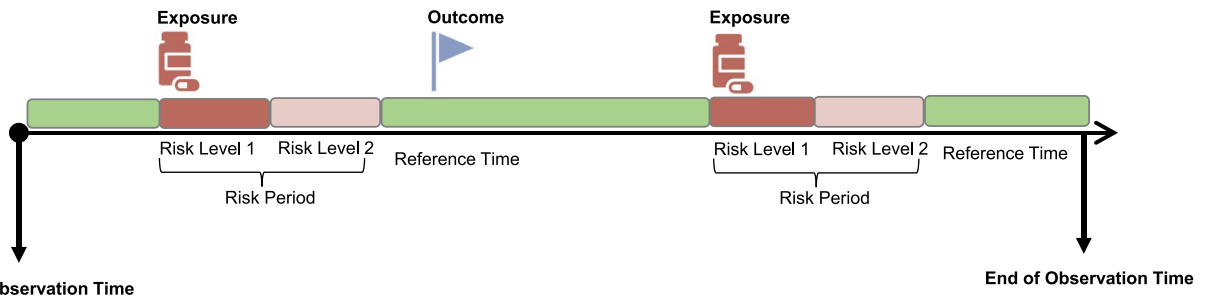 Exposure
Outcome
Exposure
Risk Level 1
Risk Level 2
Reference Time
Risk Level 1
Risk Level 2
Reference Time
Risk Period
Risk Period
Observation Time
End of Observation Time